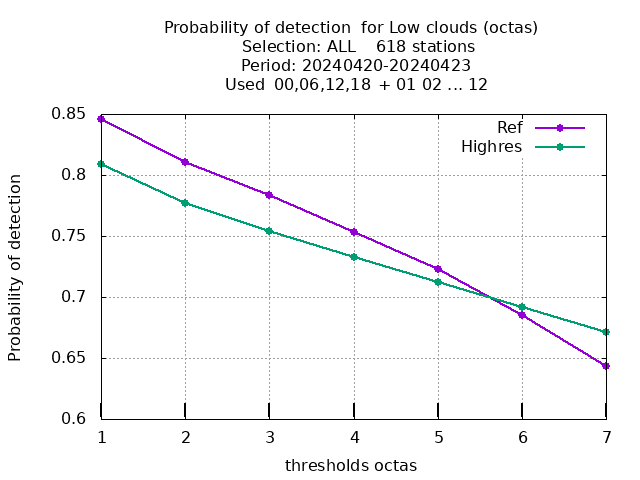 Probability of detection  for Low clouds (octas)
Selection: ALL    618 stations
Period: 20240420-20240423
Used  00,06,12,18 + 01 02 ... 12
0.85
0.8
0.75
0.7
0.65
0.6
Probability of detection
Ref
Highres
1 2 3 4 5 6 7
thresholds octas